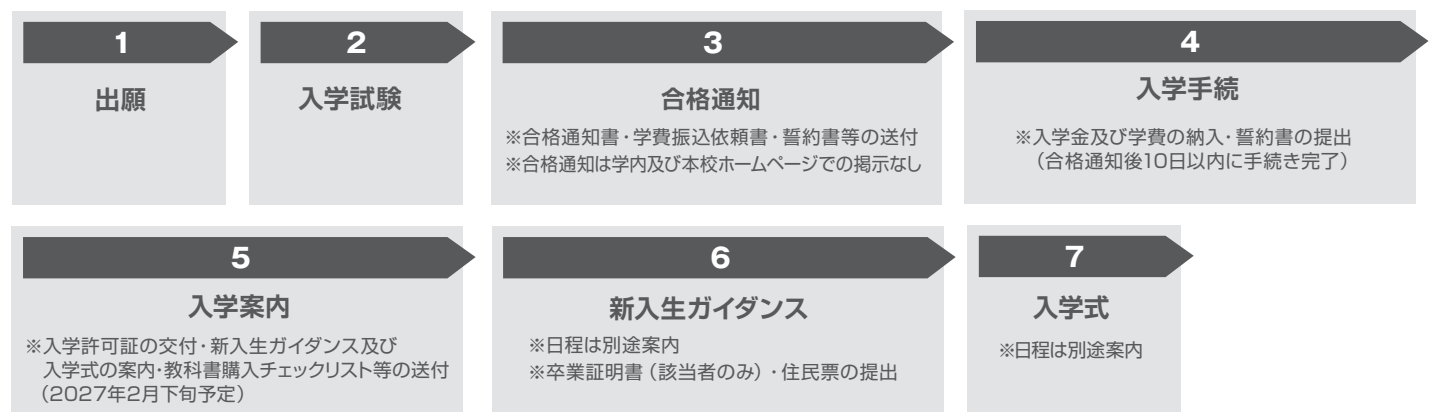 1
出願
2
入学試験
3
合格通知
※合格通知書・学費振込依頼書・誓約書等の送付
※合格通知は学内及び本校ホームページでの掲示なし
4
入学手続
※入学金及び学費の納入・誓約書の提出
(合格通知後10日以内に手続き完了)
5
入学案内
※入学許可証の交付・新入生ガイダンス及び
入学式の案内・教科書購入チェックリスト等の送付
(2027年2月下旬予定)
6
新入生ガイダンス
※日程は別途案内
※卒業証明書(該当者のみ)・住民票の提出
7
入学式
※日程は別途案内